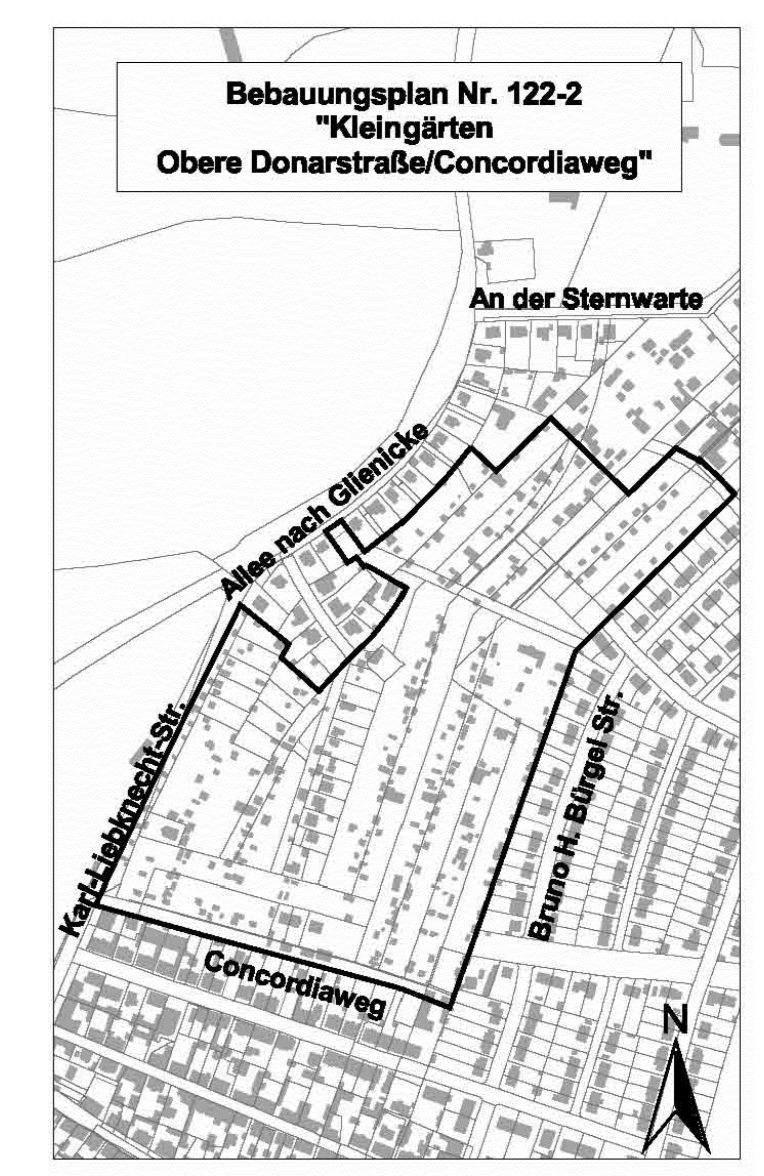 Bebauungsplan Nr. 122-2
"Kleingärten
Obere Donarstraße/Concordiaweg"
An der Sternwarte
Allee nach Glienicke
Karl-Liebknecht-Str.
Bruno H. Bürgel Str.
Concordiaweg
N